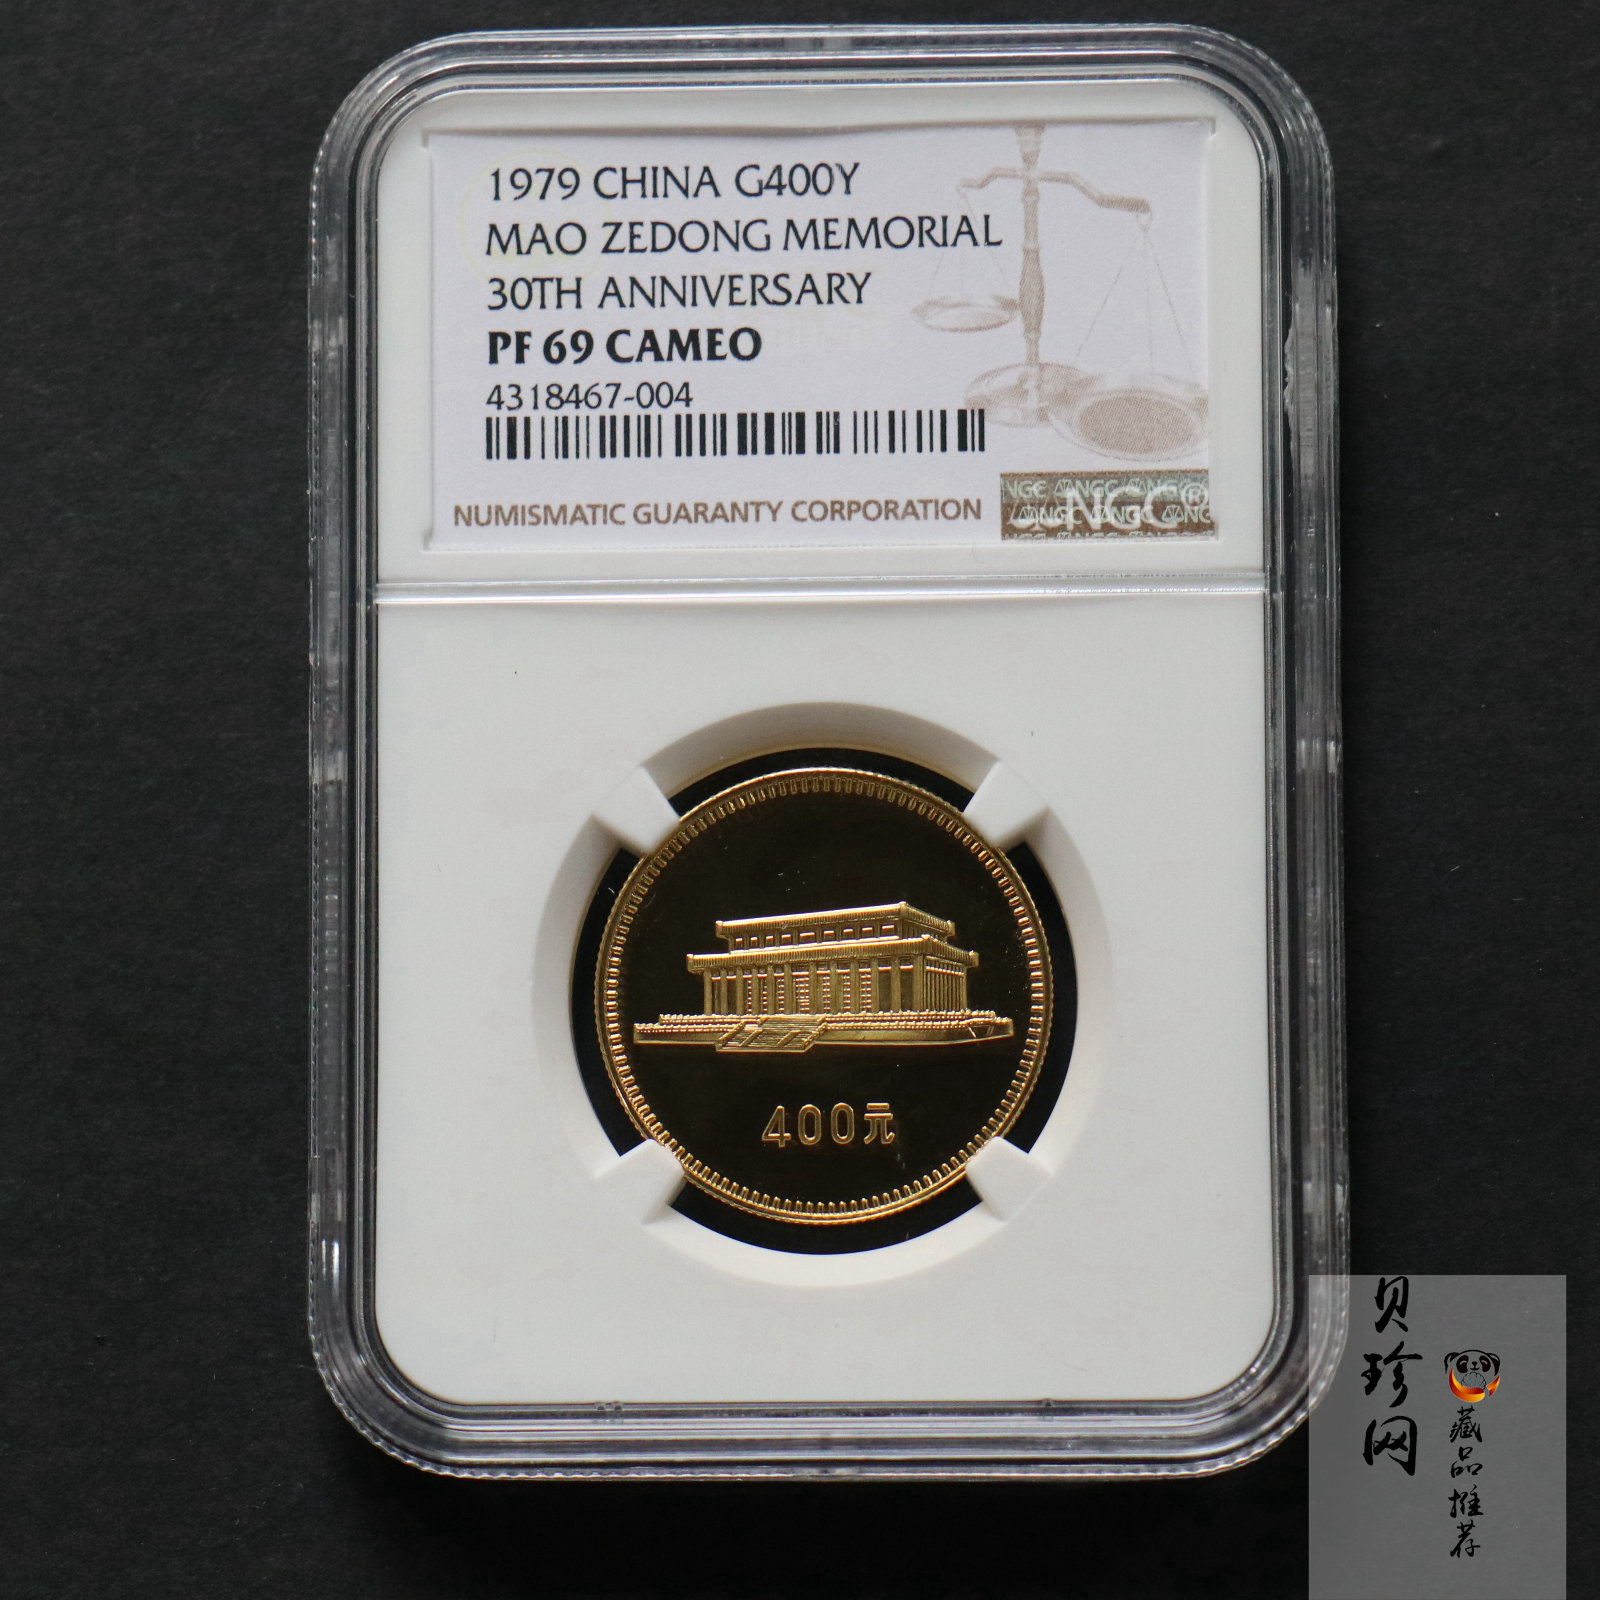 1979 CHINA G400Y
MAO ZEDONG MEMORIAL
30TH ANNIVERSARY
PF 69 CAMEO
4318467-004
NUMISMATIC GUARANTY CORPORATION
NGC®
400元
贝珍网
藏品推荐